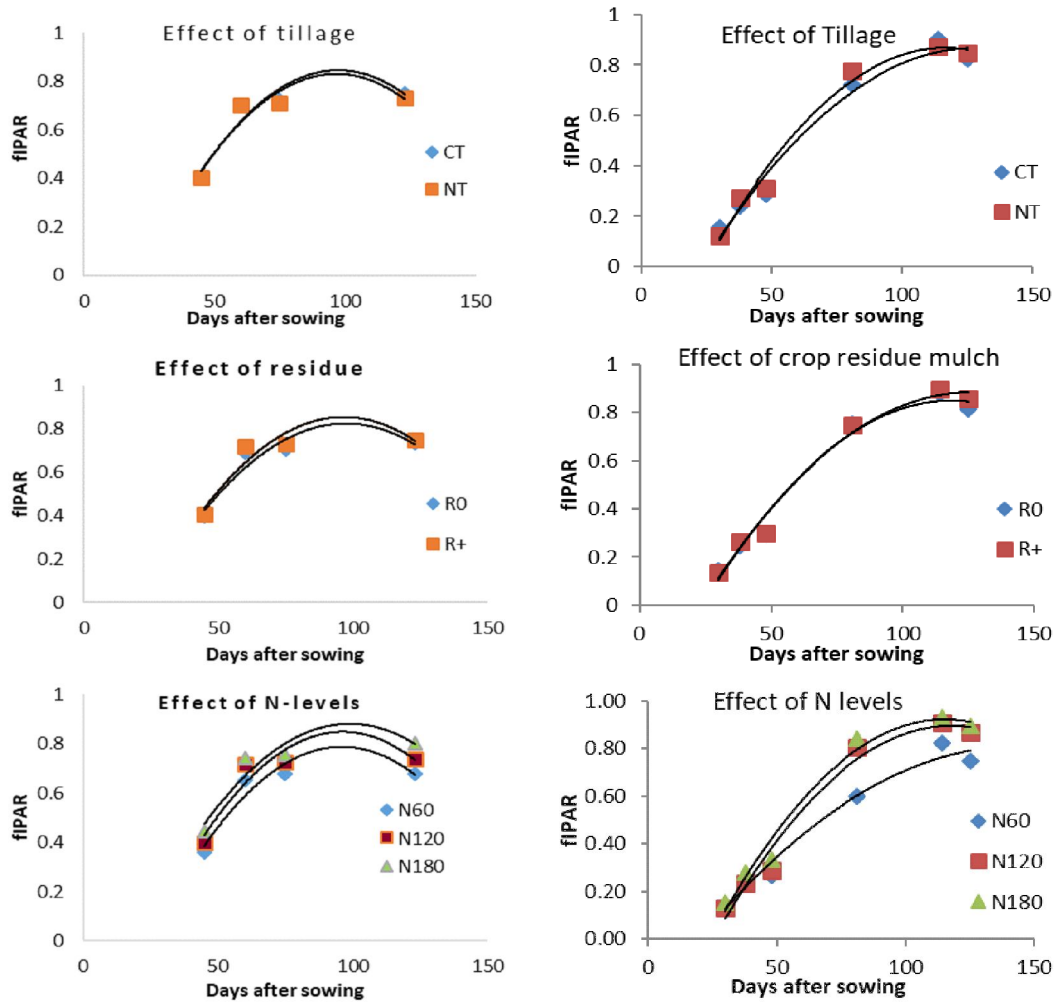 Effect of tillage
1
0.8
0.6
0.4
0.2
0
fIPAR
CT
NT
0 50 100 150
Days after sowing
Effect of Tillage
1
0.8
0.6
0.4
0.2
0
fIPAR
CT
NT
0 50 100 150
Days after sowing
Effect of residue
1
0.8
0.6
0.4
0.2
0
fIPAR
R0
R+
0 50 100 150
Days after sowing
Effect of crop residue mulch
1
0.8
0.6
0.4
0.2
0
fIPAR
R0
R+
0 50 100 150
Days after sowing
Effect of N-levels
1
0.8
0.6
0.4
0.2
0
fIPAR
N60
N120
N180
0 50 100 150
Days after sowing
Effect of N levels
1.00
0.80
0.60
0.40
0.20
0.00
fIPAR
N60
N120
N180
0 50 100 150
Days after sowing